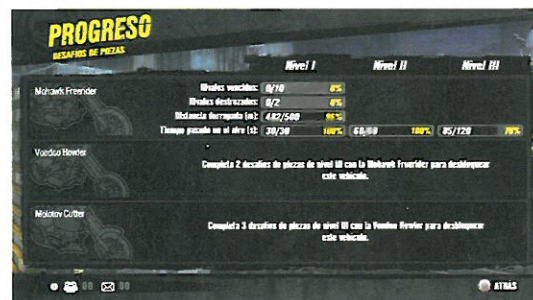 PROGRESO
DESAFÍOS DE PIEZAS
Nivel I Nivel II Nivel III
Mohawk Freerider
Rivales vencidos: 0/10 0%
Rivales destrozados: 0/2 0%
Distancia derrapada (m): 482/500 96%
Tiempo pasado en el aire (s): 30/30 100% 60/60 100% 85/120 70%
Voodoo Howler
Completa 2 desafíos de piezas de nivel III con la Mohawk Freerider para desbloquear
este vehículo.
Molotov Cutter
Completa 3 desafíos de piezas de nivel III con la Voodoo Howler para desbloquear
este vehículo.
00 00
ATRÁS